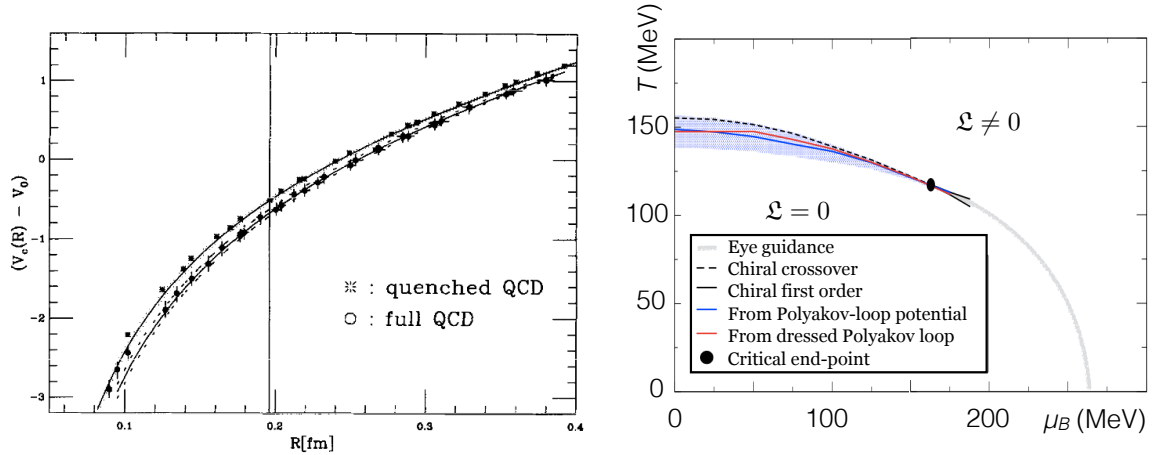 (V_c(R) − V_0)
1
0
-1
-2
-3
0.1
0.2
0.3
0.4
R[fm]
: quenched QCD
: full QCD
T (MeV)
200
150
100
50
0
𝔏 ≠ 0
𝔏 = 0
Eye guidance
Chiral crossover
Chiral first order
From Polyakov-loop potential
From dressed Polyakov loop
Critical end-point
0
100
200
μ_B (MeV)